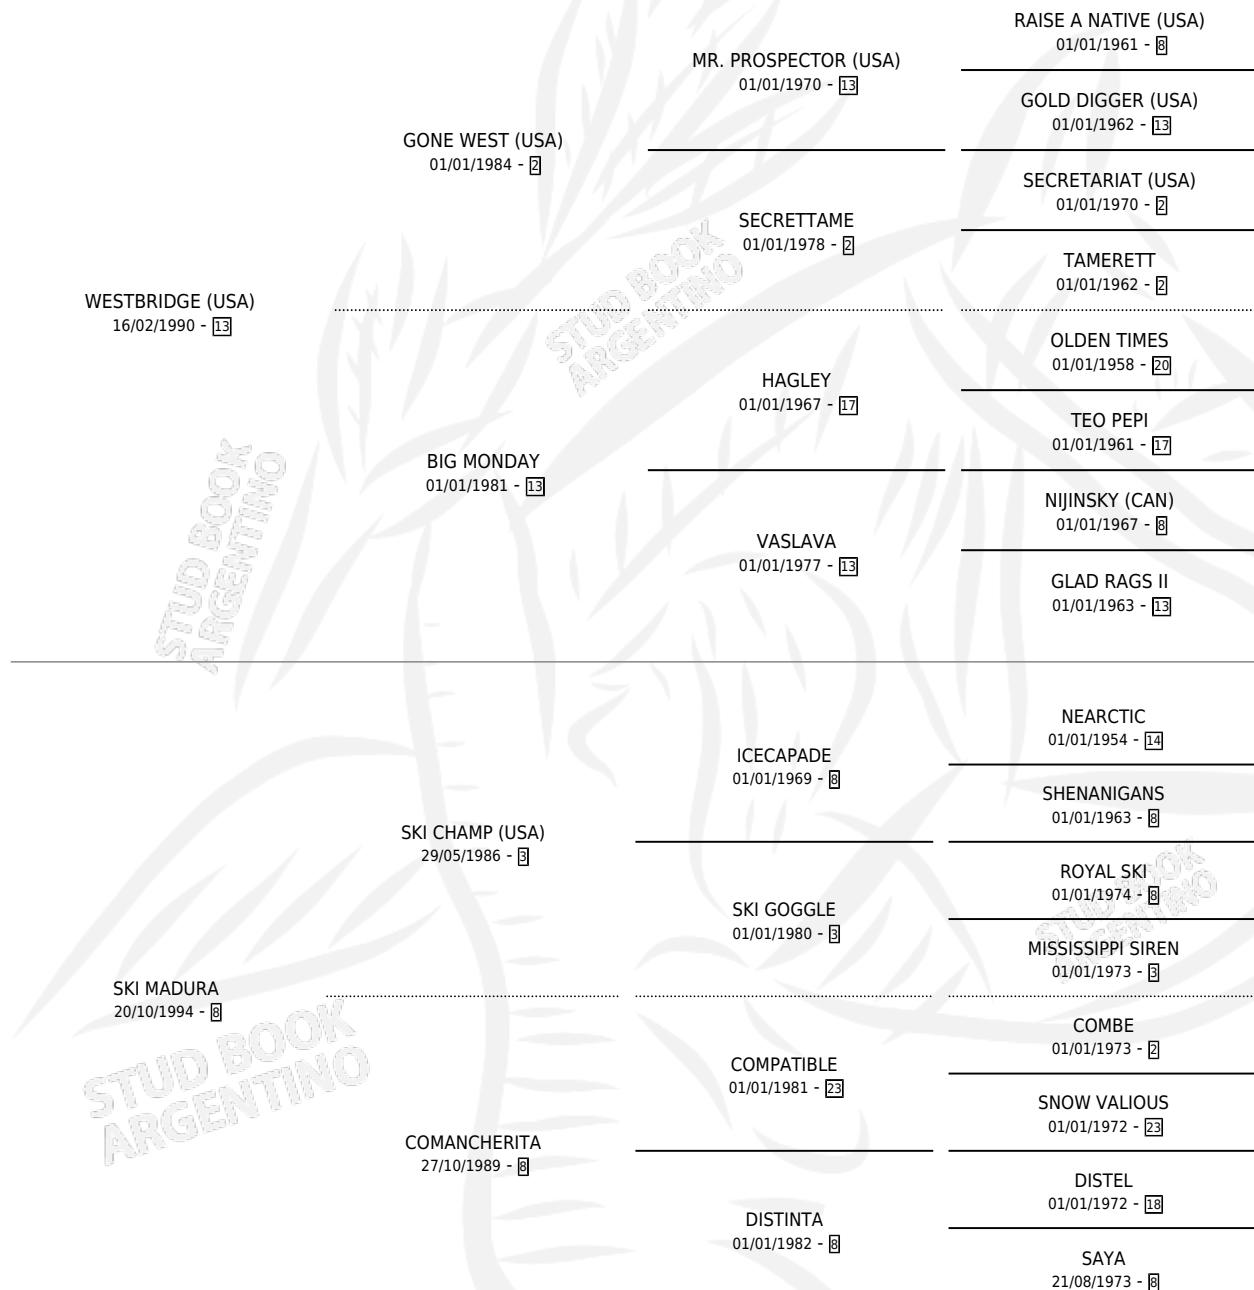 RAISE A NATIVE (USA)
01/01/1961 - 8
MR. PROSPECTOR (USA)
01/01/1970 - 13
GOLD DIGGER (USA)
01/01/1962 - 13
GONE WEST (USA)
01/01/1984 - 2
SECRETARIAT (USA)
01/01/1970 - 2
SECRETTAME
01/01/1978 - 2
TAMERETT
01/01/1962 - 2
WESTBRIDGE (USA)
16/02/1990 - 13
OLDEN TIMES
01/01/1958 - 20
HAGLEY
01/01/1967 - 17
TEO PEPI
01/01/1961 - 17
BIG MONDAY
01/01/1981 - 13
NIJINSKY (CAN)
01/01/1967 - 8
VASLAVA
01/01/1977 - 13
GLAD RAGS II
01/01/1963 - 13
NEARCTIC
01/01/1954 - 14
ICECAPADE
01/01/1969 - 8
SHENANIGANS
01/01/1963 - 8
SKI CHAMP (USA)
29/05/1986 - 3
ROYAL SKI
01/01/1974 - 8
SKI GOGGLE
01/01/1980 - 3
MISSISSIPPI SIREN
01/01/1973 - 3
SKI MADURA
20/10/1994 - 8
COMBE
01/01/1973 - 2
COMPATIBLE
01/01/1981 - 23
SNOW VALIOUS
01/01/1972 - 23
COMANCHERITA
27/10/1989 - 8
DISTEL
01/01/1972 - 18
DISTINTA
01/01/1982 - 8
SAYA
21/08/1973 - 8
STUD BOOK
ARGENTINO
STUD BOOK
ARGENTINO
STUD BOOK
ARGENTINO
STUD BOOK
ARGENTINO